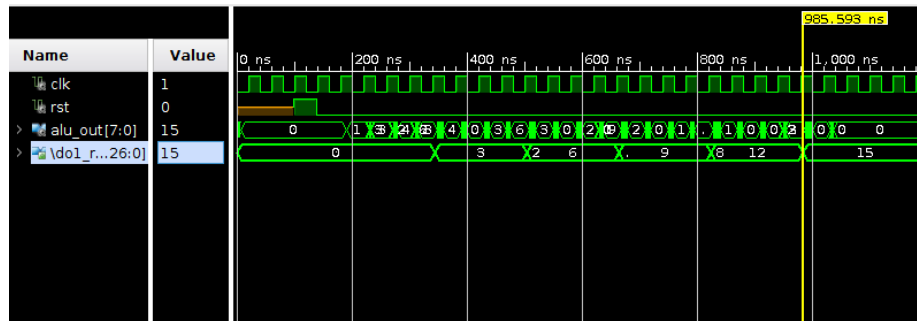 985.593 ns
Name Value
0 ns 200 ns 400 ns 600 ns 800 ns 1,000 ns
clk 1
rst 0
alu_out[7:0] 15 0 1 4 0 3 6 3 0 2 2 0 1 . 1 0 0 0 0 0
\do1_r...26:0] 15 0 3 2 6 . 9 8 12 15